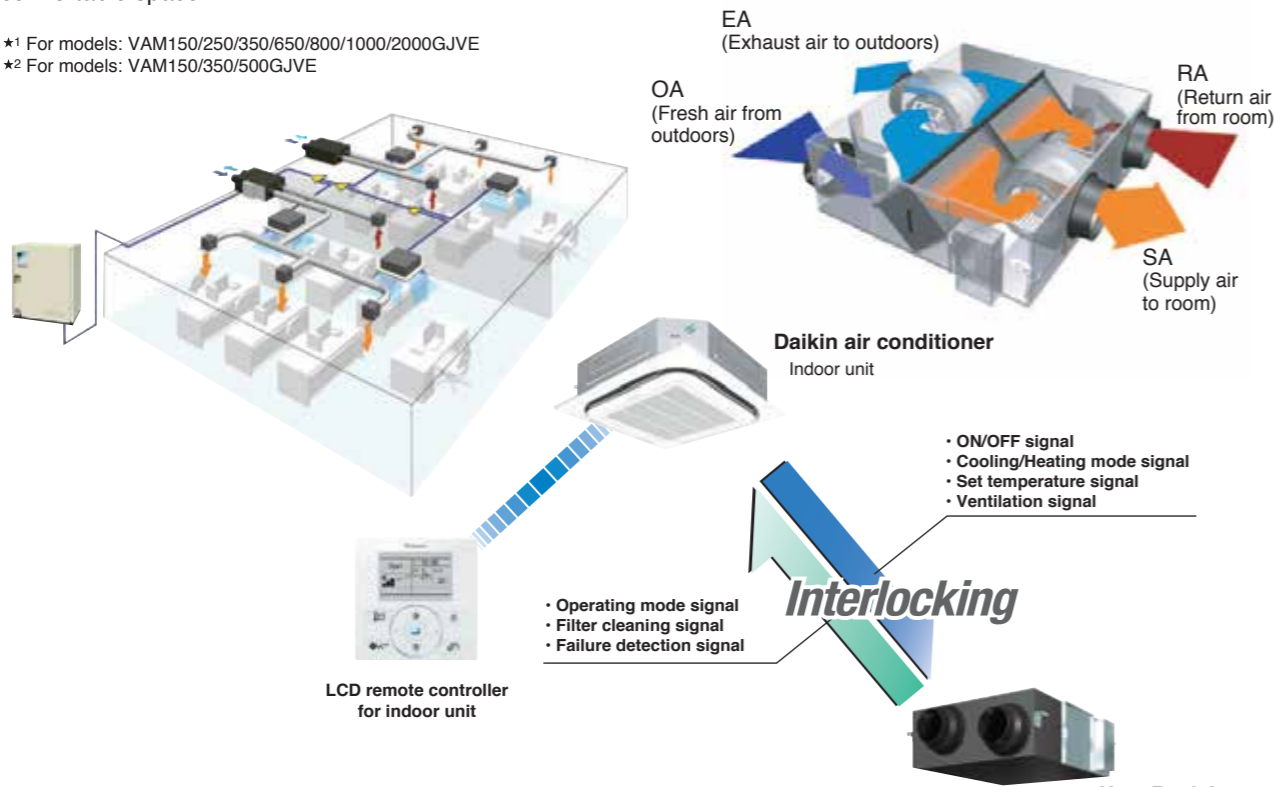 ★1 For models: VAM150/250/350/650/800/1000/2000GJVE
★2 For models: VAM150/350/500GJVE
EA
(Exhaust air to outdoors)
OA
(Fresh air from
outdoors)
RA
(Return air
from room)
SA
(Supply air
to room)
Daikin air conditioner
Indoor unit
・ON/OFF signal
・Cooling/Heating mode signal
・Set temperature signal
・Ventilation signal
Interlocking
・Operating mode signal
・Filter cleaning signal
・Failure detection signal
LCD remote controller
for indoor unit